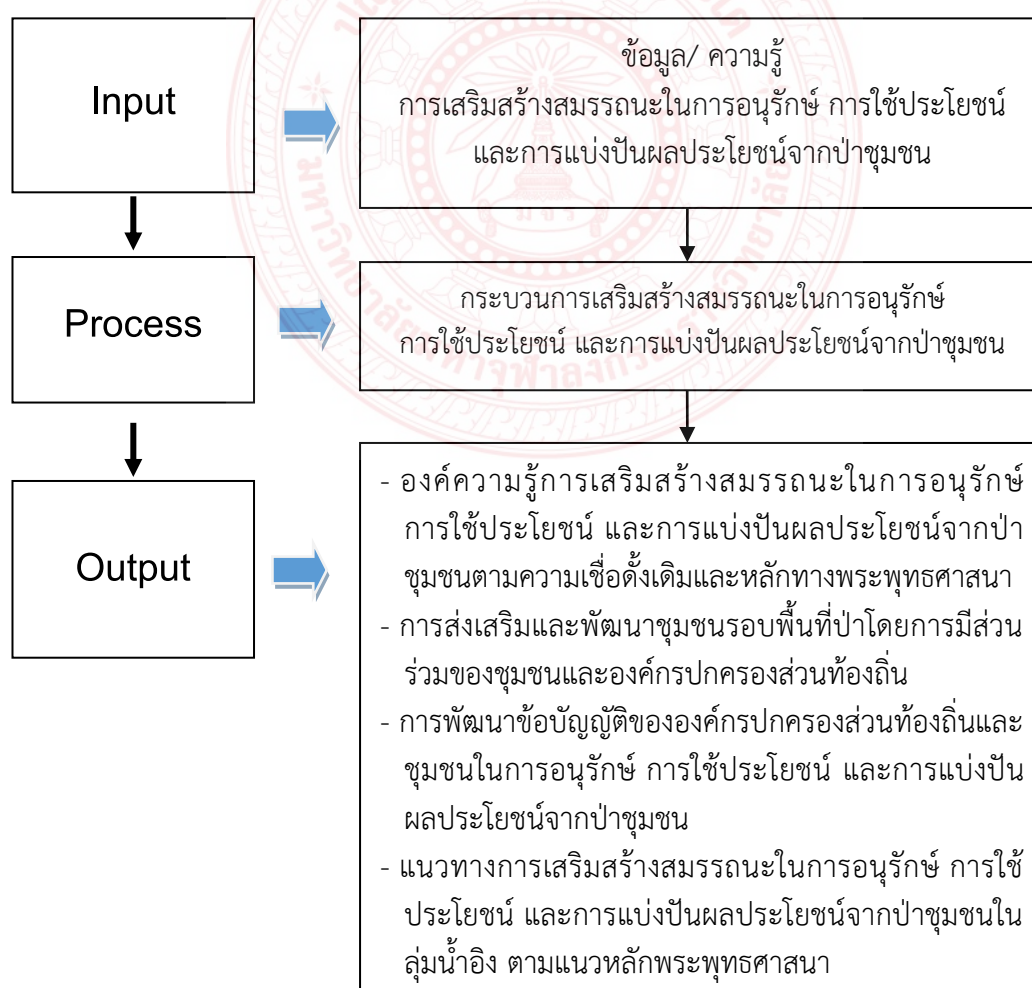 Input
ข้อมูล/ ความรู้
การเสริมสร้างสมรรถนะในการอนุรักษ์ การใช้ประโยชน์
และการแบ่งปันผลประโยชน์จากป่าชุมชน
Process
กระบวนการเสริมสร้างสมรรถนะในการอนุรักษ์
การใช้ประโยชน์ และการแบ่งปันผลประโยชน์จากป่าชุมชน
Output
- องค์ความรู้การเสริมสร้างสมรรถนะในการอนุรักษ์
การใช้ประโยชน์ และการแบ่งปันผลประโยชน์จากป่า
ชุมชนตามความเชื่อดั้งเดิมและหลักทางพระพุทธศาสนา
- การส่งเสริมและพัฒนาชุมชนรอบพื้นที่ป่าโดยการมีส่วน
ร่วมของชุมชนและองค์กรปกครองส่วนท้องถิ่น
- การพัฒนาข้อบัญญัติขององค์กรปกครองส่วนท้องถิ่นและ
ชุมชนในการอนุรักษ์ การใช้ประโยชน์ และการแบ่งปัน
ผลประโยชน์จากป่าชุมชน
- แนวทางการเสริมสร้างสมรรถนะในการอนุรักษ์ การใช้
ประโยชน์ และการแบ่งปันผลประโยชน์จากป่าชุมชนใน
ลุ่มน้ำอิง ตามแนวหลักพระพุทธศาสนา